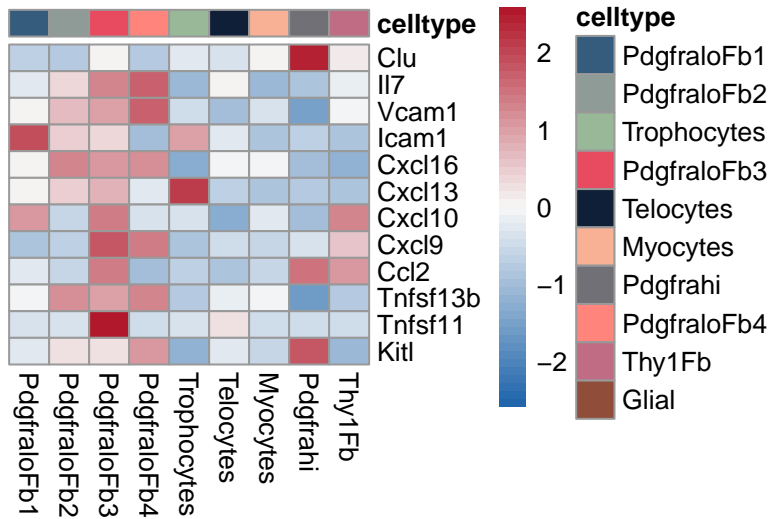 celltype
Clu
Il7
Vcam1
Icam1
Cxcl16
Cxcl13
Cxcl10
Cxcl9
Ccl2
Tnfsf13b
Tnfsf11
Kitl
PdgfraloFb1
PdgfraloFb2
PdgfraloFb3
PdgfraloFb4
Trophocytes
Telocytes
Myocytes
Pdgfrahi
Thy1Fb
2
1
0
−1
−2
celltype
PdgfraloFb1
PdgfraloFb2
Trophocytes
PdgfraloFb3
Telocytes
Myocytes
Pdgfrahi
PdgfraloFb4
Thy1Fb
Glial